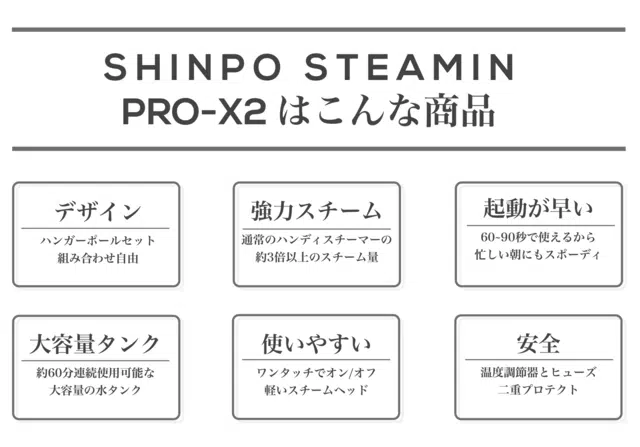 SHINPO STEAMIN
PRO-X2はこんな商品
デザイン
ハンガーポールセット
組み合わせ自由
強力スチーム
通常のハンディスチーマーの
約3倍以上のスチーム量
起動が早い
60-90秒で使えるから
忙しい朝にもスポーディ
大容量タンク
約60分連続使用可能な
大容量の水タンク
使いやすい
ワンタッチでオン/オフ
軽いスチームヘッド
安全
温度調節器とヒューズ
二重プロテクト